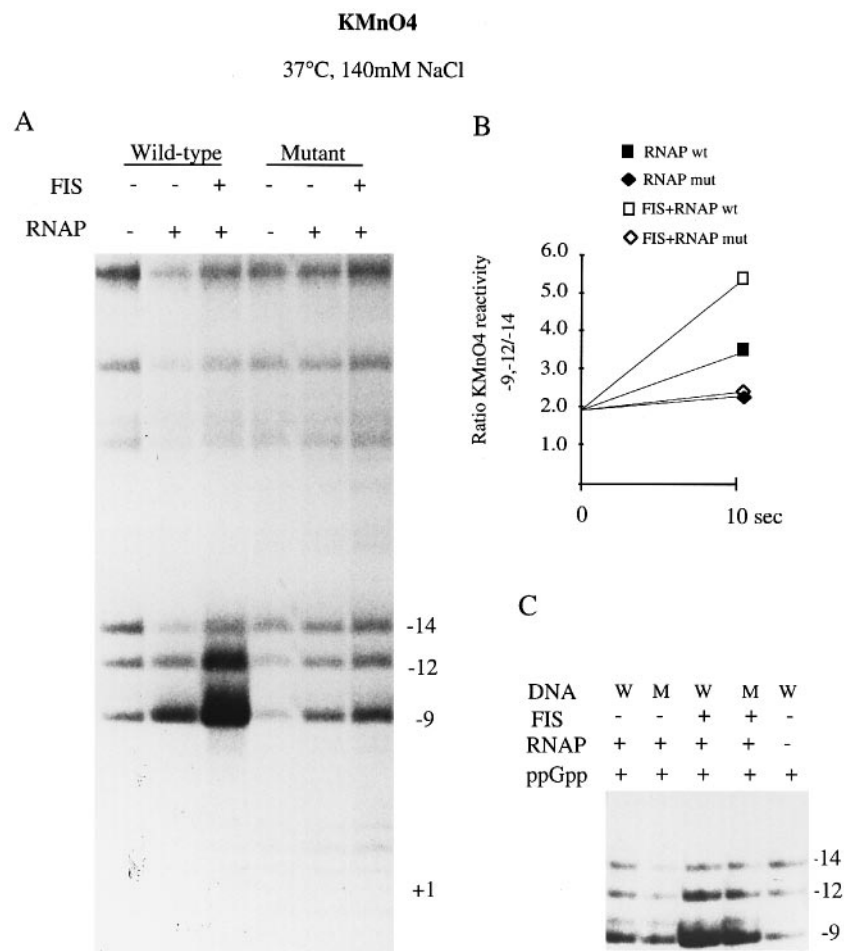 KMnO4
37°C, 140mM NaCl
A
Wild-type Mutant
FIS - - + - - +
RNAP - + + - + +
-14
-12
-9
+1
B
RNAP wt
RNAP mut
FIS+RNAP wt
FIS+RNAP mut
Ratio KMnO4 reactivity
-9,-12/-14
6.0
5.0
4.0
3.0
2.0
1.0
0 10 sec
C
DNA W M W M W
FIS - - + + -
RNAP + + + + -
ppGpp + + + + +
-14
-12
-9